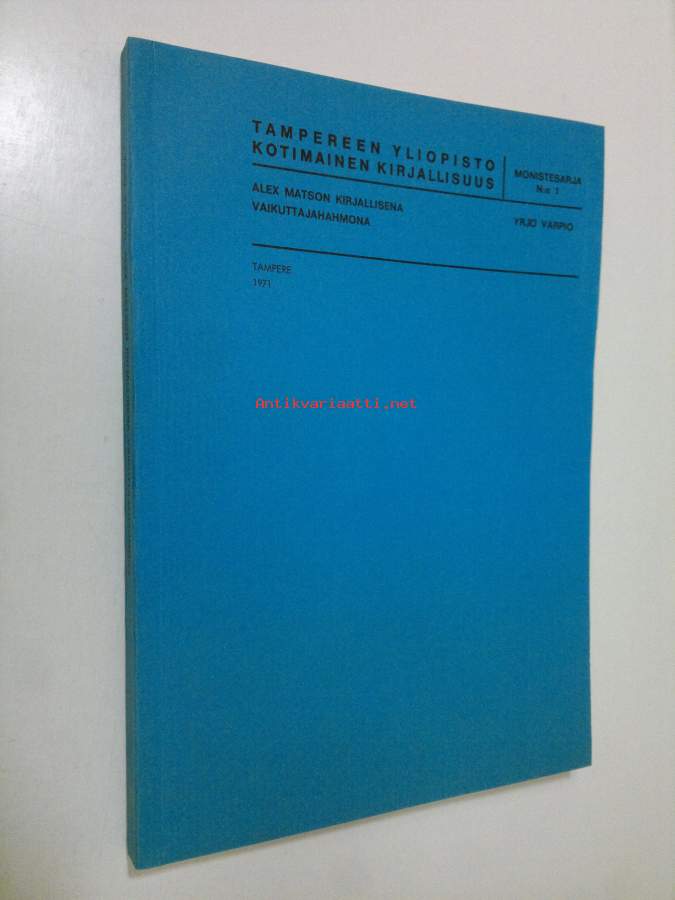 TAMPEREEN YLIOPISTO
KOTIMAINEN KIRJALLISUUS
MONISTESARJA
N:o 1
ALEX MATSON KIRJALLISENA
VAIKUTTAJAHAHMONA
YRJÖ VARPIO
TAMPERE
1971
Antikvariaatti.net